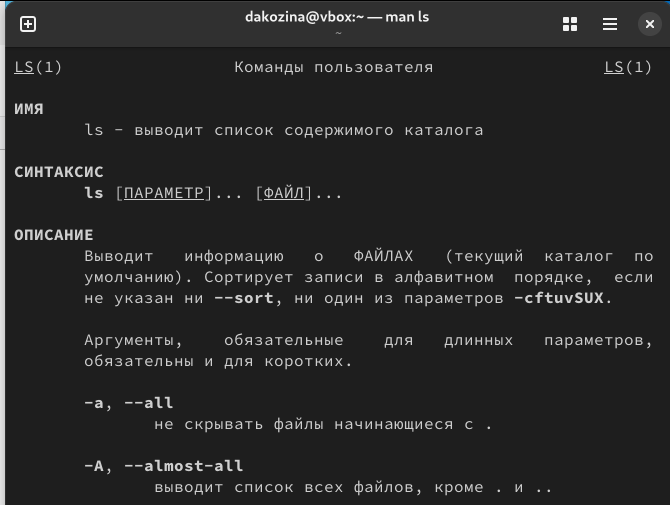 dakozina@vbox:~ — man ls
~
LS(1) Команды пользователя LS(1)
ИМЯ
ls - выводит список содержимого каталога
СИНТАКСИС
ls [ПАРАМЕТР]... [ФАЙЛ]...
ОПИСАНИЕ
Выводит информацию о ФАЙЛАХ (текущий каталог по
умолчанию). Сортирует записи в алфавитном порядке, если
не указан ни --sort, ни один из параметров -cftuvSUX.
Аргументы, обязательные для длинных параметров,
обязательны и для коротких.
-a, --all
не скрывать файлы начинающиеся с .
-A, --almost-all
выводит список всех файлов, кроме . и ..